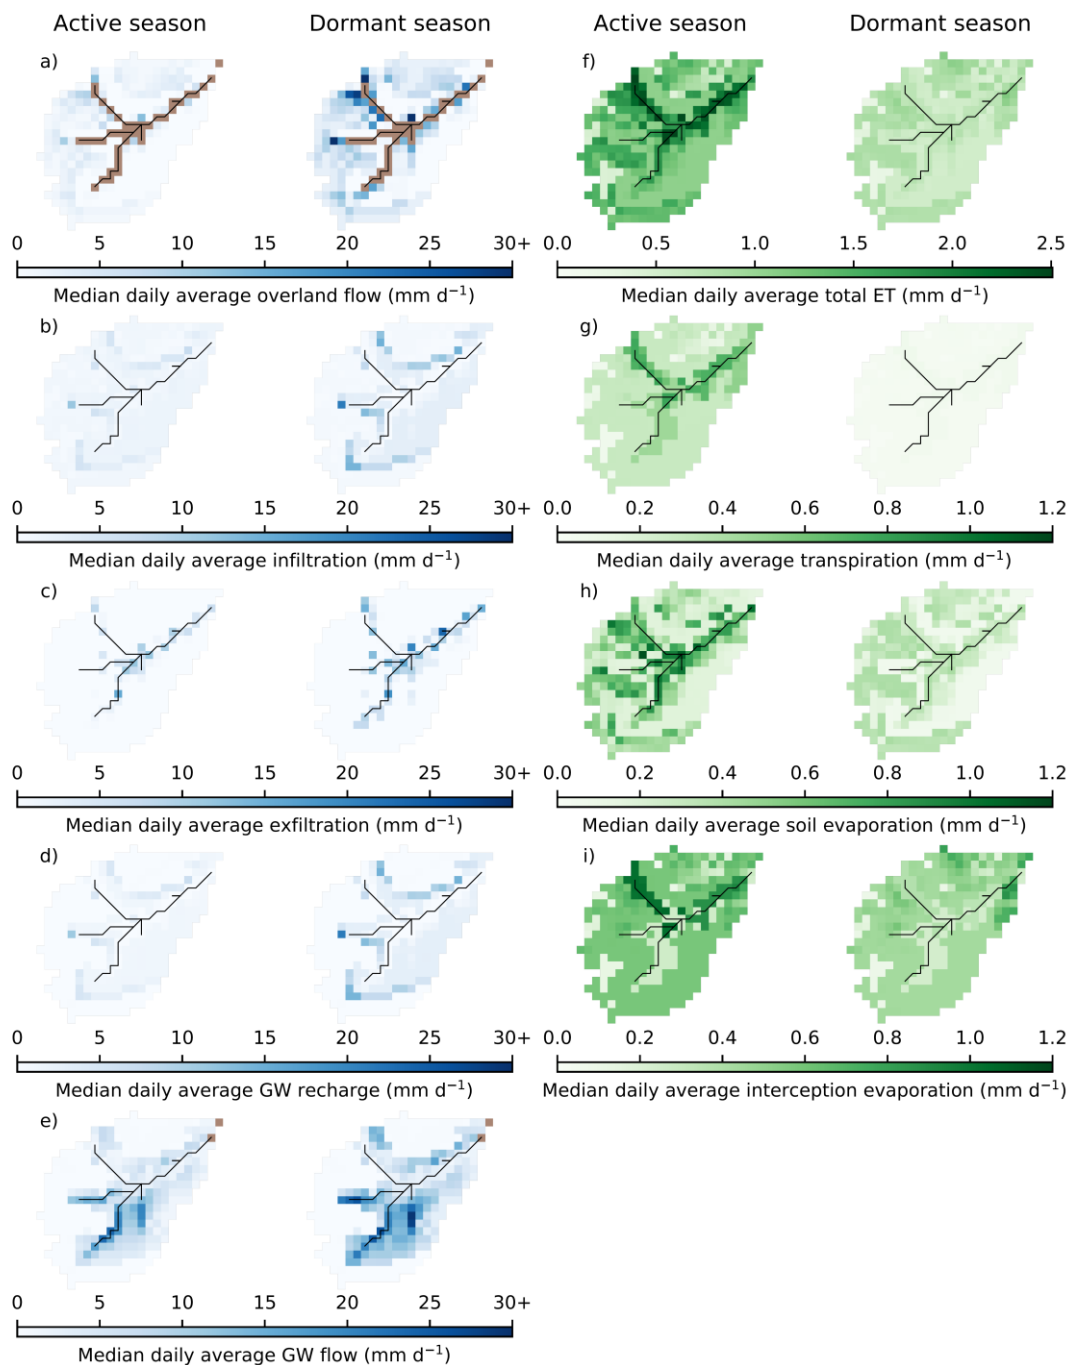 Active season
Dormant season
a)
0 5 10 15 20 25 30+
Median daily average overland flow (mm d⁻¹)
b)
0 5 10 15 20 25 30+
Median daily average infiltration (mm d⁻¹)
c)
0 5 10 15 20 25 30+
Median daily average exfiltration (mm d⁻¹)
d)
0 5 10 15 20 25 30+
Median daily average GW recharge (mm d⁻¹)
e)
0 5 10 15 20 25 30+
Median daily average GW flow (mm d⁻¹)
Active season
Dormant season
f)
0.0 0.5 1.0 1.5 2.0 2.5
Median daily average total ET (mm d⁻¹)
g)
0.0 0.2 0.4 0.6 0.8 1.0 1.2
Median daily average transpiration (mm d⁻¹)
h)
0.0 0.2 0.4 0.6 0.8 1.0 1.2
Median daily average soil evaporation (mm d⁻¹)
i)
0.0 0.2 0.4 0.6 0.8 1.0 1.2
Median daily average interception evaporation (mm d⁻¹)